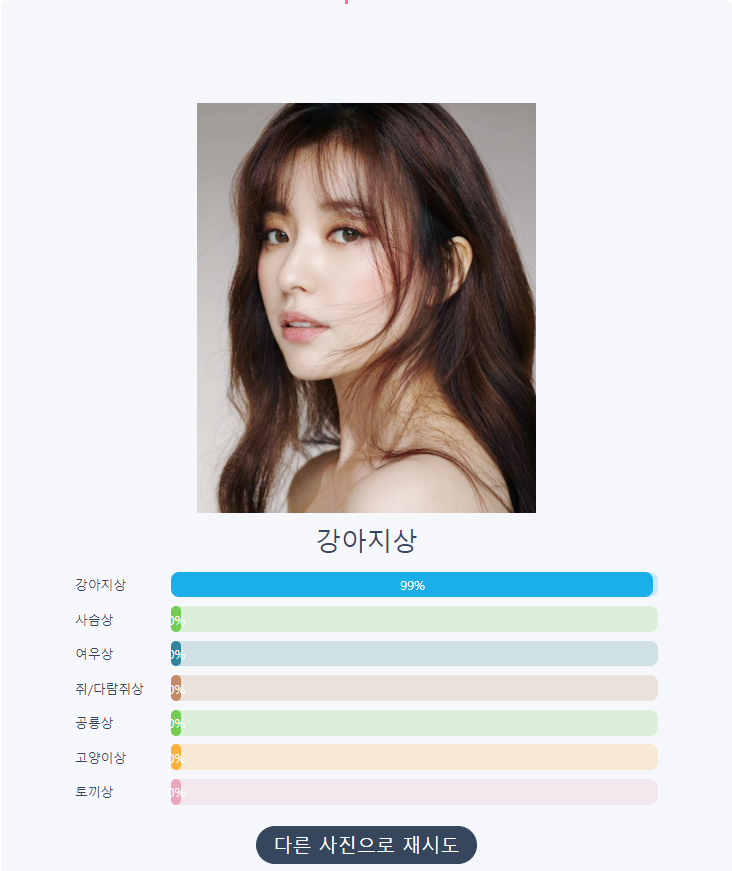 강아지상
강아지상 99%
사슴상 0%
여우상 0%
쥐/다람쥐상 0%
공룡상 0%
고양이상 0%
토끼상 0%
다른 사진으로 재시도